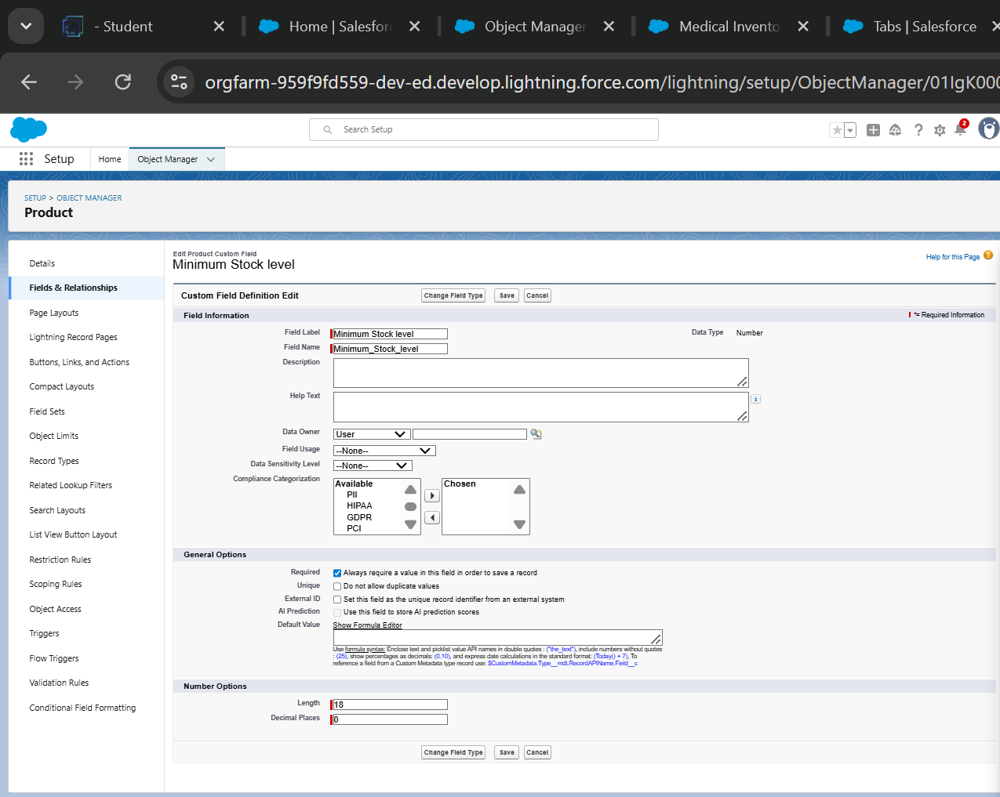 - Student
Home | Salesforc
Object Manager
Medical Invento
Tabs | Salesforce
orgfarm-959f9fd559-dev-ed.develop.lightning.force.com/lightning/setup/ObjectManager/01IgK000
Search Setup
2
Setup
Home
Object Manager
SETUP > OBJECT MANAGER
Product
Details
Fields & Relationships
Page Layouts
Lightning Record Pages
Buttons, Links, and Actions
Compact Layouts
Field Sets
Object Limits
Record Types
Related Lookup Filters
Search Layouts
List View Button Layout
Restriction Rules
Scoping Rules
Object Access
Triggers
Flow Triggers
Validation Rules
Conditional Field Formatting
Edit Product Custom Field
Minimum Stock level
Help for this Page
Custom Field Definition Edit
Change Field Type
Save
Cancel
Field Information
*= Required Information
Field Label
Minimum Stock level
Data Type
Number
Field Name
Minimum_Stock_level
Description
Help Text
Data Owner
User
Field Usage
--None--
Data Sensitivity Level
--None--
Compliance Categorization
Available
PII
HIPAA
GDPR
PCI
Chosen
General Options
Required
Always require a value in this field in order to save a record
Unique
Do not allow duplicate values
External ID
Set this field as the unique record identifier from an external system
AI Prediction
Use this field to store AI prediction scores
Default Value
Show Formula Editor
Use formula syntax: Enclose text and picklist value API names in double quotes : ("the_text"), include numbers without quotes
: (25), show percentages as decimals: (0.10), and express date calculations in the standard format: (Today() + 7). To
reference a field from a Custom Metadata type record use: $CustomMetadata.Type__mdt.RecordAPIName.Field__c
Number Options
Length
18
Decimal Places
0
Change Field Type
Save
Cancel